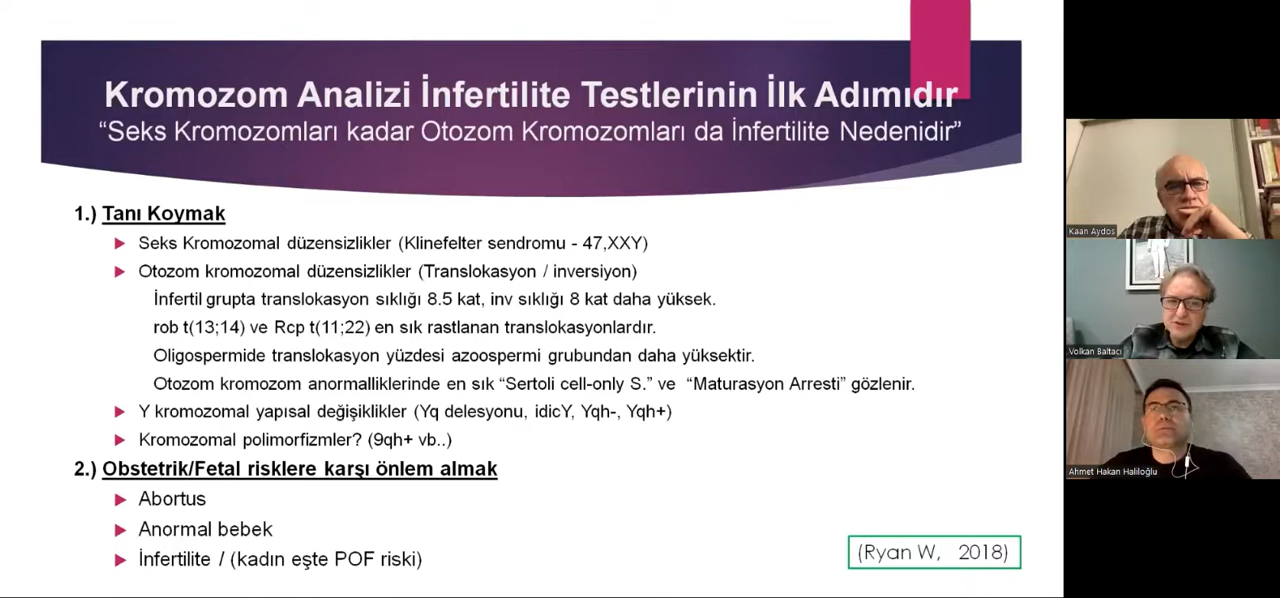 Kromozom Analizi İnfertilite Testlerinin İlk Adımıdır
“Seks Kromozomları kadar Otozom Kromozomları da İnfertilite Nedenidir”
1.) Tanı Koymak
Seks Kromozomal düzensizlikler (Klinefelter sendromu - 47,XXY)
Otozom kromozomal düzensizlikler (Translokasyon / inversiyon)
İnfertil grupta translokasyon sıklığı 8.5 kat, inv sıklığı 8 kat daha yüksek.
rob t(13;14) ve Rcp t(11;22) en sık rastlanan translokasyonlardır.
Oligospermide translokasyon yüzdesi azoospermi grubundan daha yüksektir.
Otozom kromozom anormalliklerinde en sık “Sertoli cell-only S.” ve “Maturasyon Arresti” gözlenir.
Y kromozomal yapısal değişiklikler (Yq delesyonu, idicY, Yqh-, Yqh+)
Kromozomal polimorfizmler? (9qh+ vb..)
2.) Obstetrik/Fetal risklere karşı önlem almak
Abortus
Anormal bebek
İnfertilite / (kadın eşte POF riski)
(Ryan W, 2018)
Kaan Aydos
Volkan Baltacı
Ahmet Hakan Haliloğlu